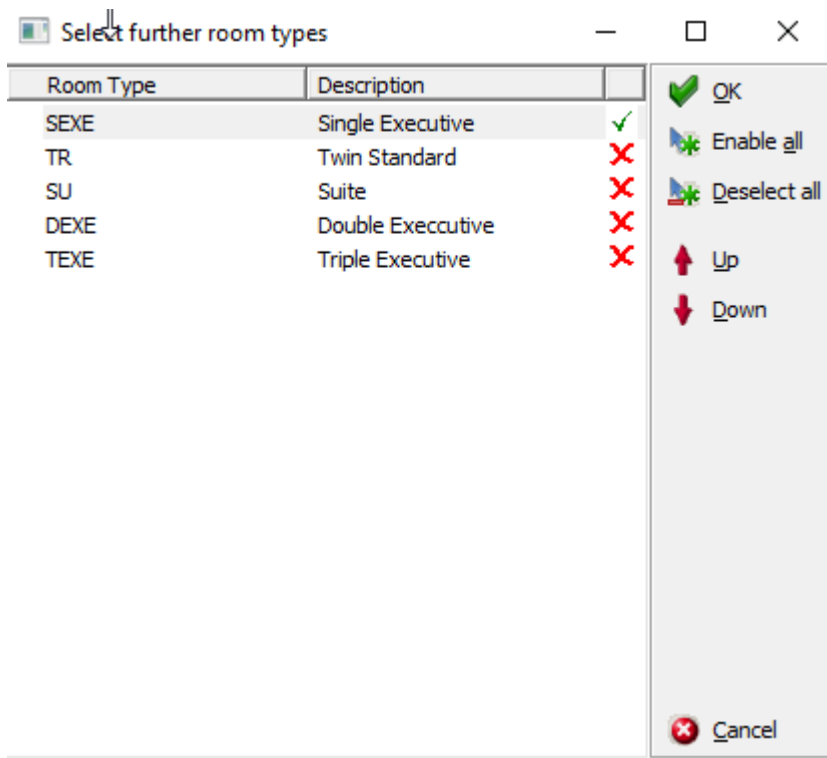 Select further room types
Room Type Description
SEXE Single Executive
TR Twin Standard
SU Suite
DEXE Double Execcutive
TEXE Triple Executive
OK
Enable all
Deselect all
Up
Down
Cancel